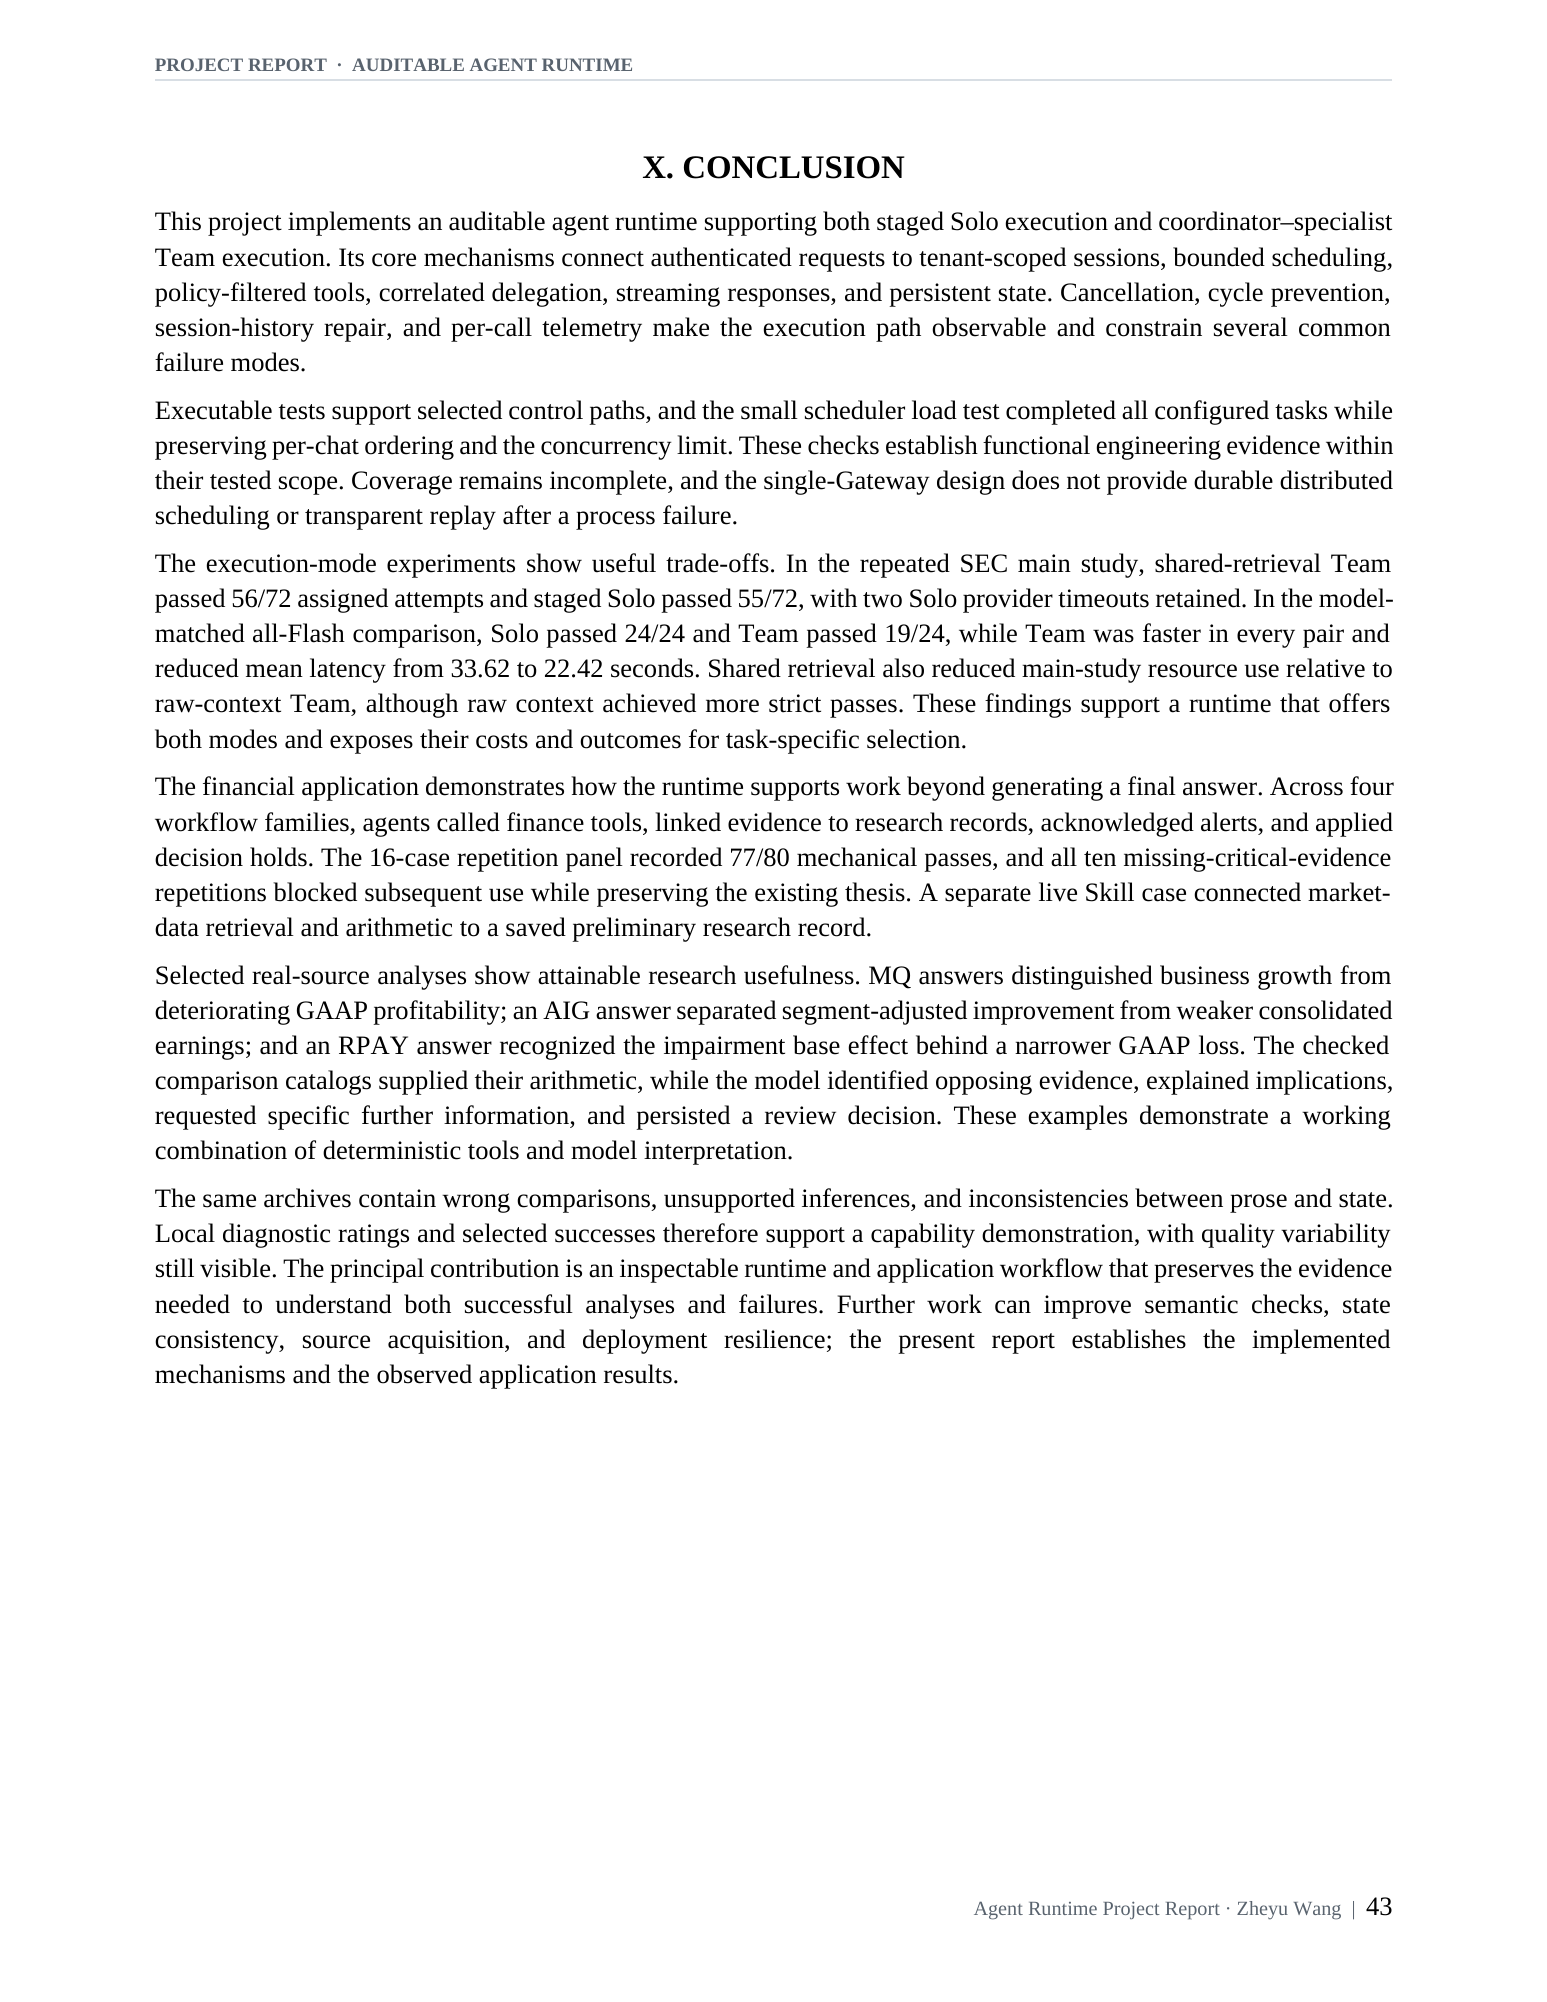 PROJECT REPORT · AUDITABLE AGENT RUNTIME
X. CONCLUSION
This project implements an auditable agent runtime supporting both staged Solo execution and coordinator–specialist
Team execution. Its core mechanisms connect authenticated requests to tenant-scoped sessions, bounded scheduling,
policy-filtered tools, correlated delegation, streaming responses, and persistent state. Cancellation, cycle prevention,
session-history repair, and per-call telemetry make the execution path observable and constrain several common
failure modes.
Executable tests support selected control paths, and the small scheduler load test completed all configured tasks while
preserving per-chat ordering and the concurrency limit. These checks establish functional engineering evidence within
their tested scope. Coverage remains incomplete, and the single-Gateway design does not provide durable distributed
scheduling or transparent replay after a process failure.
The execution-mode experiments show useful trade-offs. In the repeated SEC main study, shared-retrieval Team
passed 56/72 assigned attempts and staged Solo passed 55/72, with two Solo provider timeouts retained. In the model-
matched all-Flash comparison, Solo passed 24/24 and Team passed 19/24, while Team was faster in every pair and
reduced mean latency from 33.62 to 22.42 seconds. Shared retrieval also reduced main-study resource use relative to
raw-context Team, although raw context achieved more strict passes. These findings support a runtime that offers
both modes and exposes their costs and outcomes for task-specific selection.
The financial application demonstrates how the runtime supports work beyond generating a final answer. Across four
workflow families, agents called finance tools, linked evidence to research records, acknowledged alerts, and applied
decision holds. The 16-case repetition panel recorded 77/80 mechanical passes, and all ten missing-critical-evidence
repetitions blocked subsequent use while preserving the existing thesis. A separate live Skill case connected market-
data retrieval and arithmetic to a saved preliminary research record.
Selected real-source analyses show attainable research usefulness. MQ answers distinguished business growth from
deteriorating GAAP profitability; an AIG answer separated segment-adjusted improvement from weaker consolidated
earnings; and an RPAY answer recognized the impairment base effect behind a narrower GAAP loss. The checked
comparison catalogs supplied their arithmetic, while the model identified opposing evidence, explained implications,
requested specific further information, and persisted a review decision. These examples demonstrate a working
combination of deterministic tools and model interpretation.
The same archives contain wrong comparisons, unsupported inferences, and inconsistencies between prose and state.
Local diagnostic ratings and selected successes therefore support a capability demonstration, with quality variability
still visible. The principal contribution is an inspectable runtime and application workflow that preserves the evidence
needed to understand both successful analyses and failures. Further work can improve semantic checks, state
consistency, source acquisition, and deployment resilience; the present report establishes the implemented
mechanisms and the observed application results.
Agent Runtime Project Report · Zheyu Wang | 43